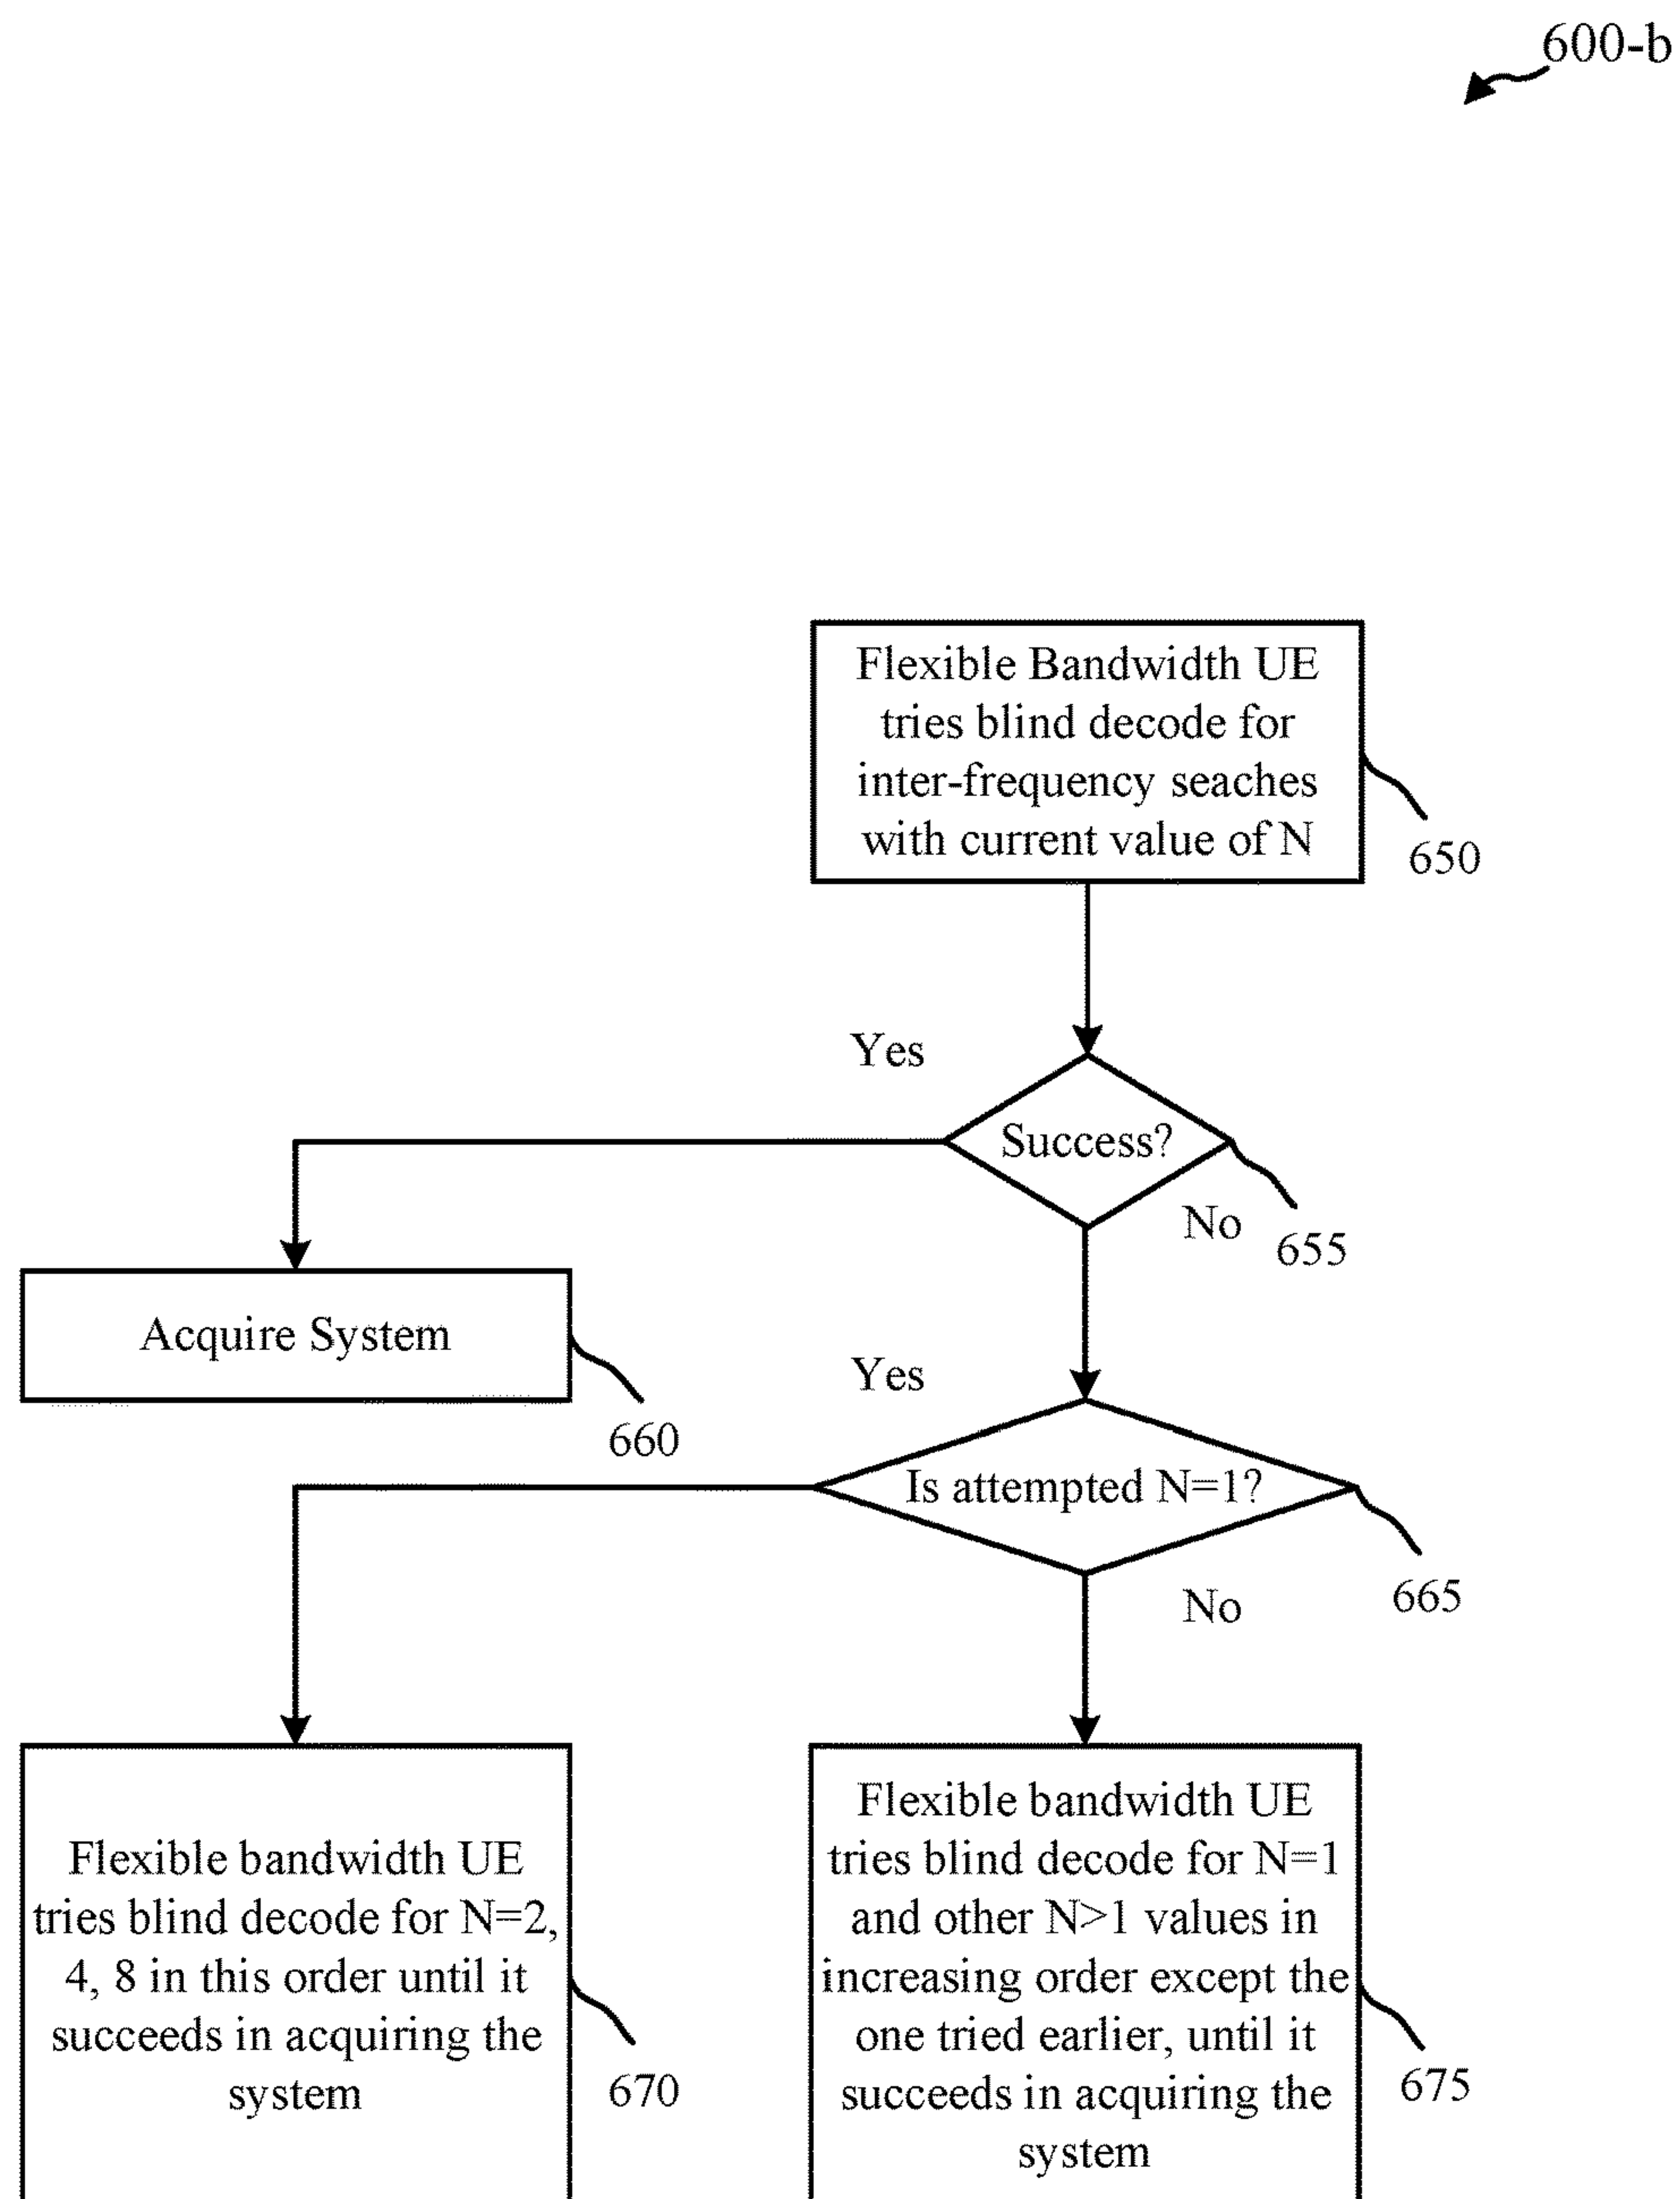 600-b
Flexible Bandwidth UE
tries blind decode for
inter-frequency seaches
with current value of N
650
Yes
Success?
No
655
Acquire System
660
Yes
Is attempted N=1?
No
665
Flexible bandwidth UE
tries blind decode for N=2,
4, 8 in this order until it
succeeds in acquiring the
system
670
Flexible bandwidth UE
tries blind decode for N=1
and other N>1 values in
increasing order except the
one tried earlier, until it
succeeds in acquiring the
system
675